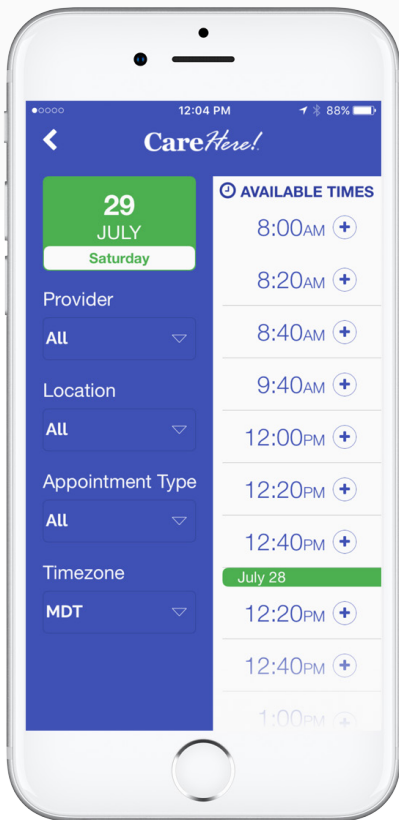 12:04 PM
88%
CareHere!
29
JULY
Saturday
Provider
All
Location
All
Appointment Type
All
Timezone
MDT
AVAILABLE TIMES
8:00AM
8:20AM
8:40AM
9:40AM
12:00PM
12:20PM
12:40PM
July 28
12:20PM
12:40PM
1:00PM